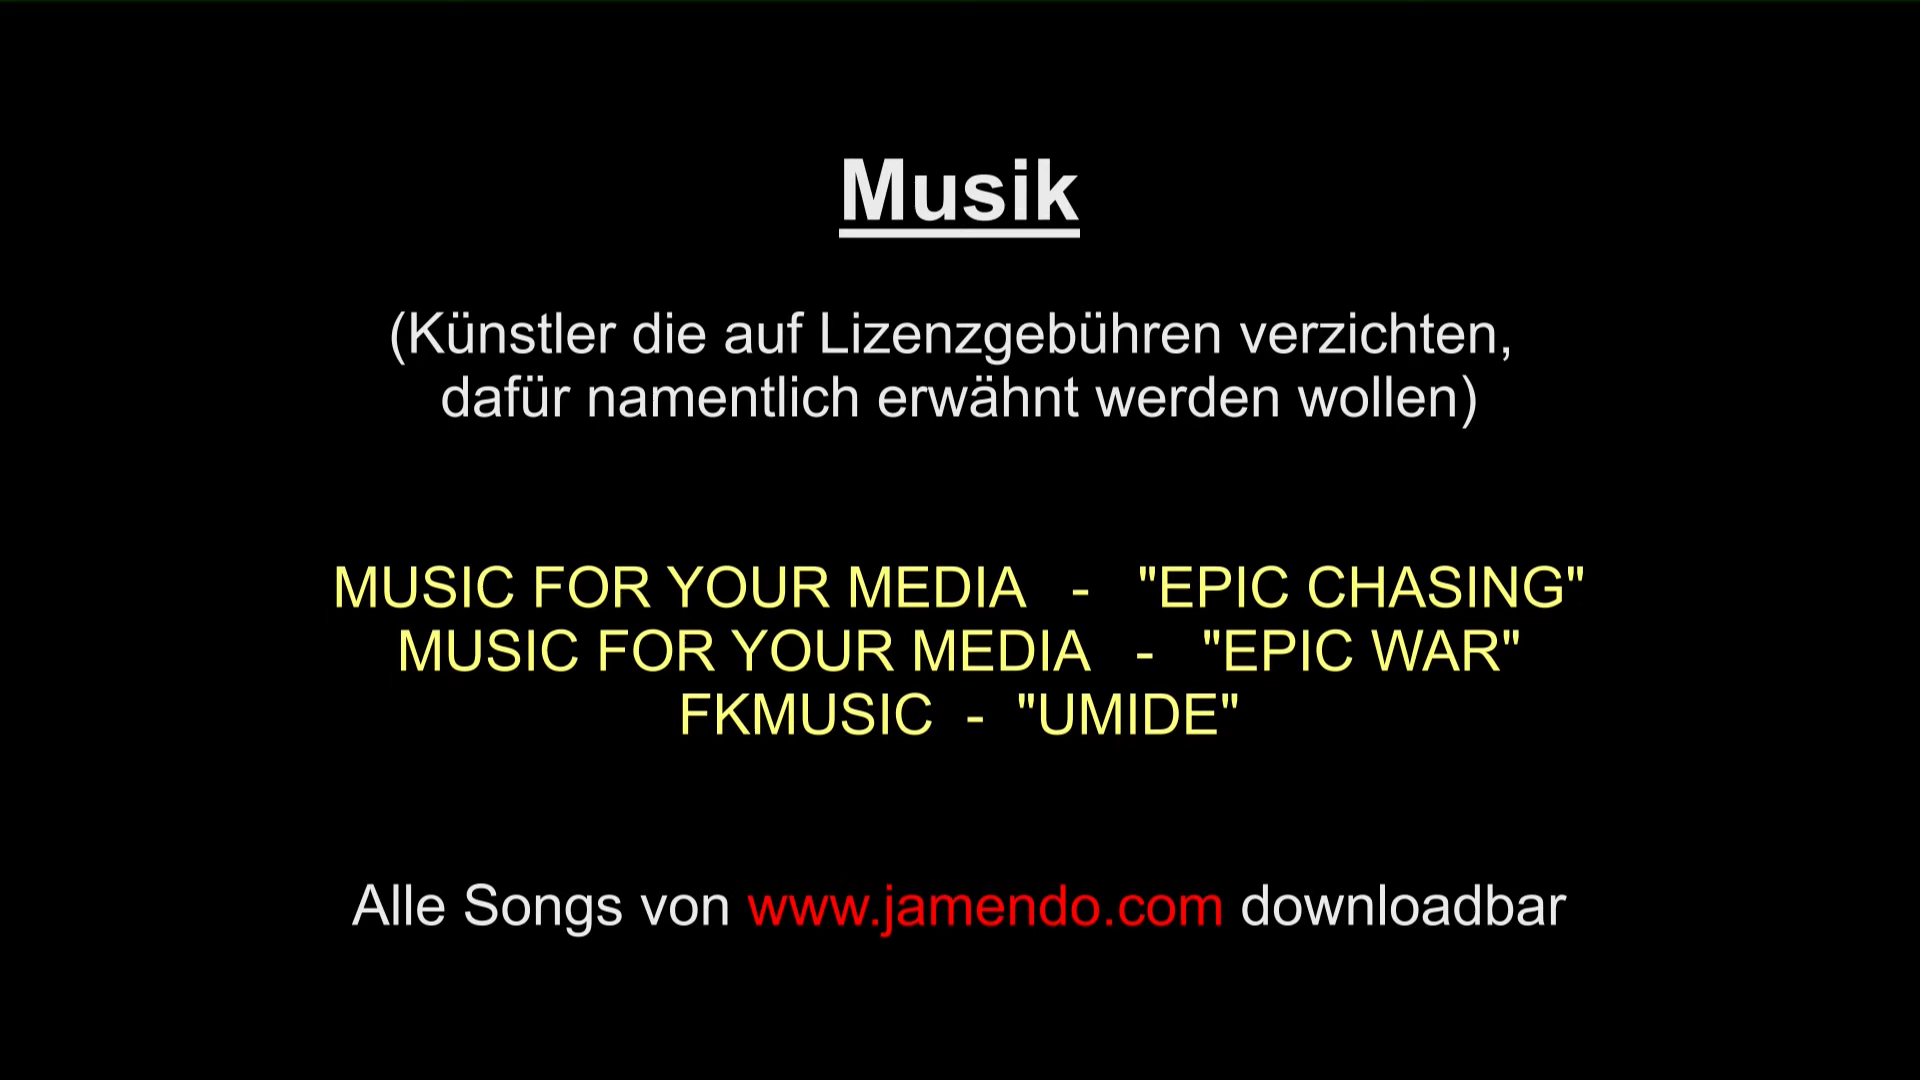 Musik
(Künstler die auf Lizenzgebühren verzichten,
dafür namentlich erwähnt werden wollen)
MUSIC FOR YOUR MEDIA - "EPIC CHASING"
MUSIC FOR YOUR MEDIA - "EPIC WAR"
FKMUSIC - "UMIDE"
Alle Songs von www.jamendo.com downloadbar